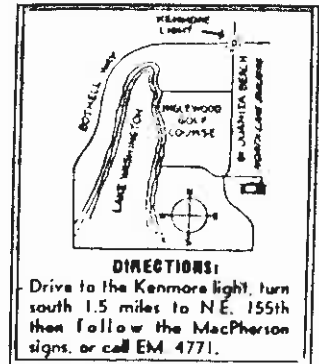 KENMORE
LIGHT
BOTHELL WAY
LAKE WASHINGTON
INGLEWOOD
GOLF
COURSE
JUANITA BEACH
DIRECTIONS:
Drive to the Kenmore light, turn
south 1.5 miles to N.E. 155th
then follow the MacPherson
signs, or call EM. 4771.